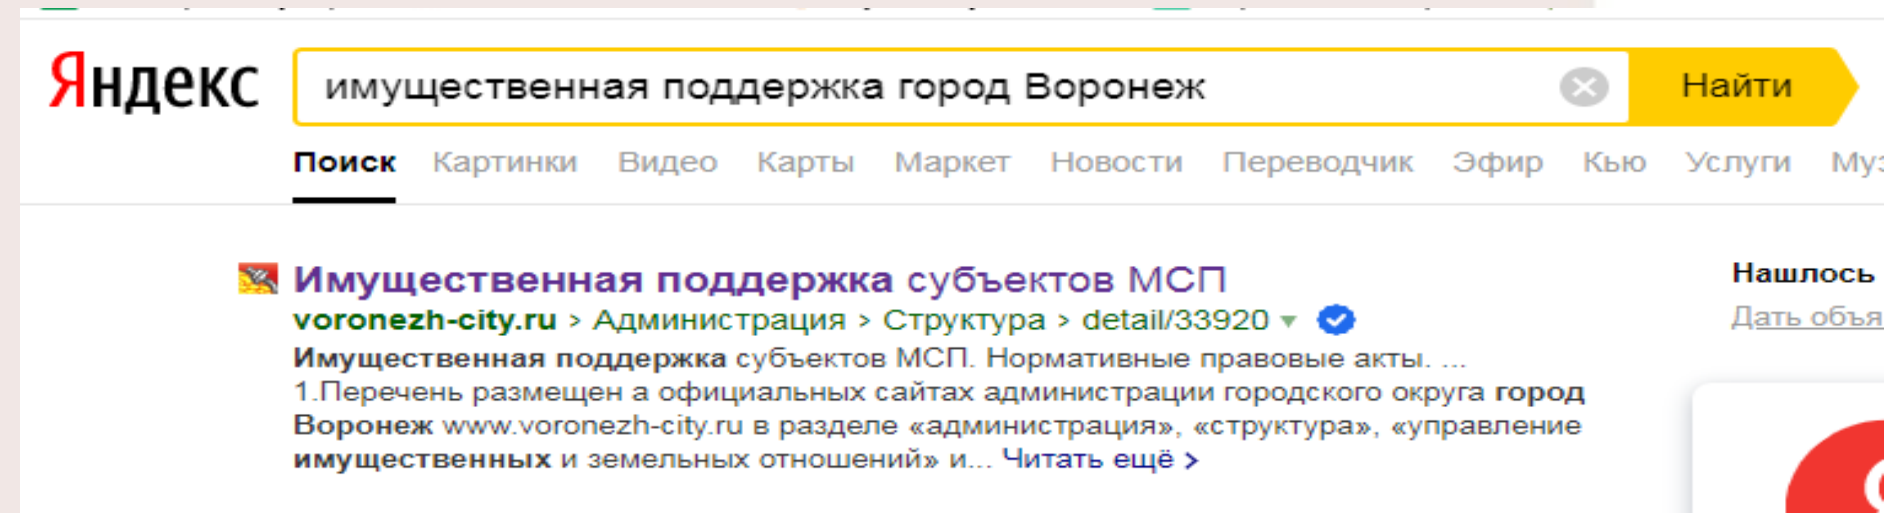 Яндекс
имущественная поддержка город Воронеж
Найти
Поиск Картинки Видео Карты Маркет Новости Переводчик Эфир Кью Услуги
Имущественная поддержка субъектов МСП
Нашлось
voronezh-city.ru > Администрация > Структура > detail/33920
Дать объя
Имущественная поддержка субъектов МСП. Нормативные правовые акты. ...
1.Перечень размещен а официальных сайтах администрации городского округа город
Воронеж www.voronezh-city.ru в разделе «администрация», «структура», «управление
имущественных и земельных отношений» и... Читать ещё >